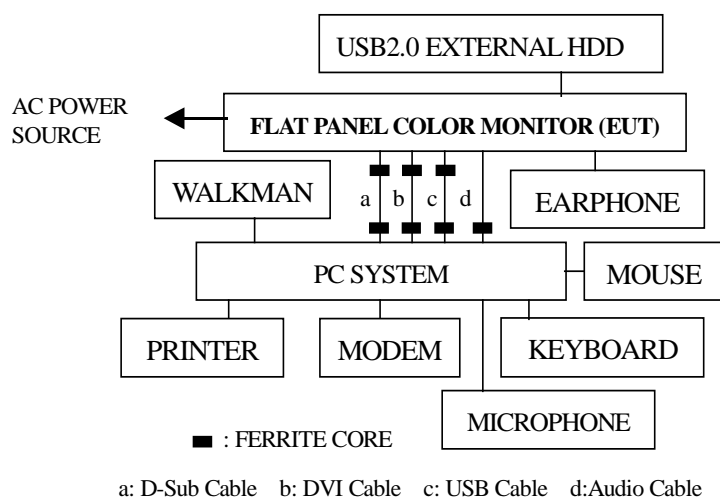 USB2.0 EXTERNAL HDD
AC POWER
SOURCE
FLAT PANEL COLOR MONITOR (EUT)
WALKMAN
a
b
c
d
EARPHONE
PC SYSTEM
MOUSE
PRINTER
MODEM
KEYBOARD
MICROPHONE
: FERRITE CORE
a: D-Sub Cable b: DVI Cable c: USB Cable d:Audio Cable